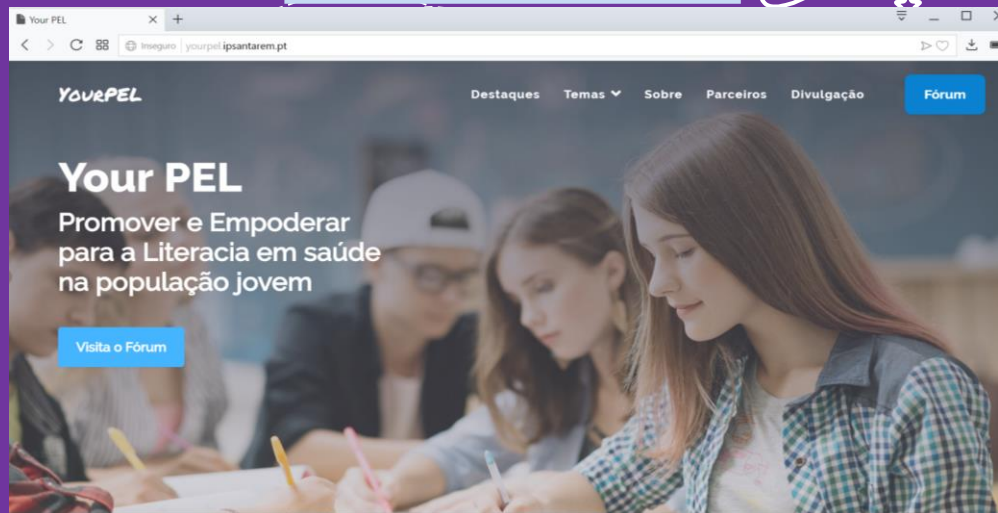 Your PEL
Inseguro yourpel.ipsantarem.pt
YOURPEL
Destaques Temas Sobre Parceiros Divulgação Fórum
Your PEL
Promover e Empoderar
para a Literacia em saúde
na população jovem
Visita o Fórum